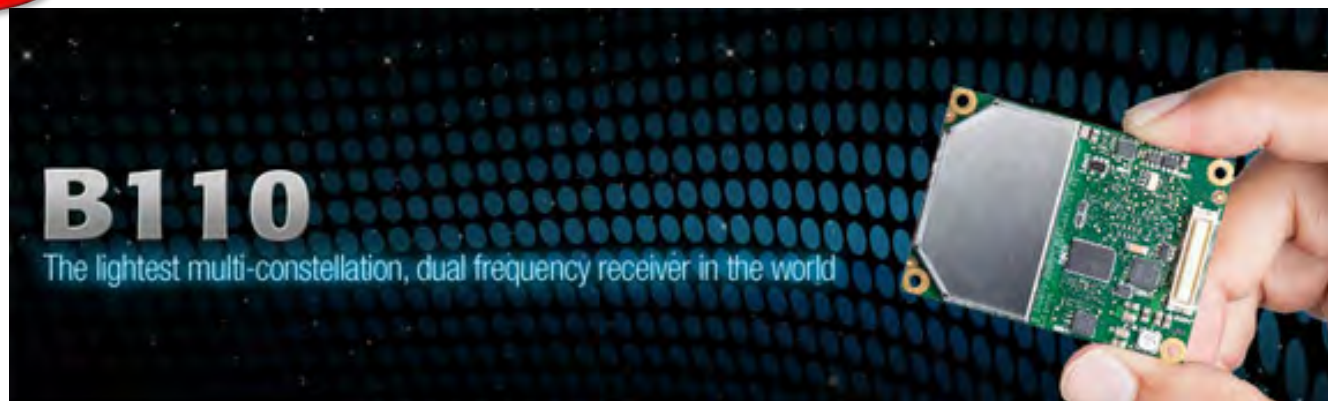 B110
The lightest multi-constellation, dual frequency receiver in the world